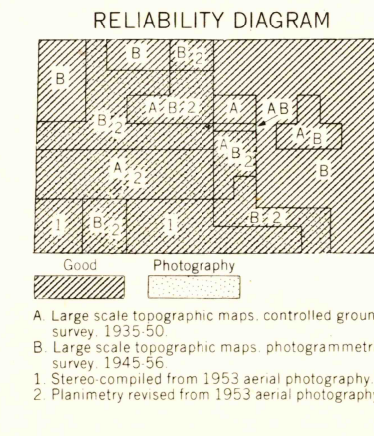 RELIABILITY DIAGRAM
B B 2
B
A B 2 A A B
B 2 A B
A B 2
B
A 2
1 B 2 1 B 2
Good Photography
A. Large scale topographic maps. controlled groun
survey. 1935-50.
B. Large scale topographic maps. photogrammetr
survey. 1945-56.
1. Stereo-compiled from 1953 aerial photography.
2. Planimetry revised from 1953 aerial photograph